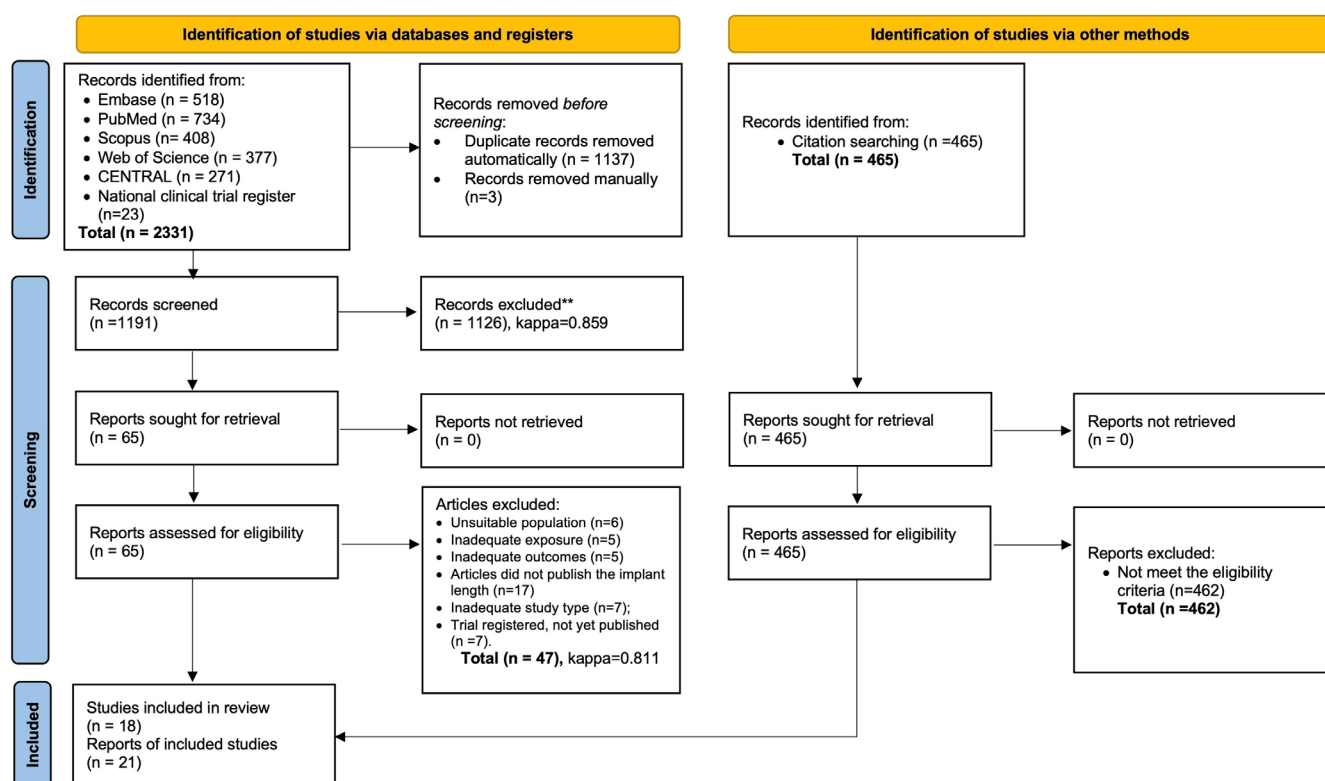 Identification of studies via databases and registers
Identification of studies via other methods
Identification
Records identified from:
• Embase (n = 518)
• PubMed (n = 734)
• Scopus (n= 408)
• Web of Science (n = 377)
• CENTRAL (n = 271)
• National clinical trial register
(n=23)
Total (n = 2331)
Records removed before
screening:
• Duplicate records removed
automatically (n = 1137)
• Records removed manually
(n=3)
Records identified from:
• Citation searching (n =465)
Total (n = 465)
Screening
Records screened
(n =1191)
Records excluded**
(n = 1126), kappa=0.859
Reports sought for retrieval
(n = 65)
Reports not retrieved
(n = 0)
Reports sought for retrieval
(n = 465)
Reports not retrieved
(n = 0)
Reports assessed for eligibility
(n = 65)
Articles excluded:
• Unsuitable population (n=6)
• Inadequate exposure (n=5)
• Inadequate outcomes (n=5)
• Articles did not publish the implant
length (n=17)
• Inadequate study type (n=7);
• Trial registered, not yet published
(n =7).
Total (n = 47), kappa=0.811
Reports assessed for eligibility
(n = 465)
Reports excluded:
• Not meet the eligibility
criteria (n=462)
Total (n =462)
Included
Studies included in review
(n = 18)
Reports of included studies
(n = 21)